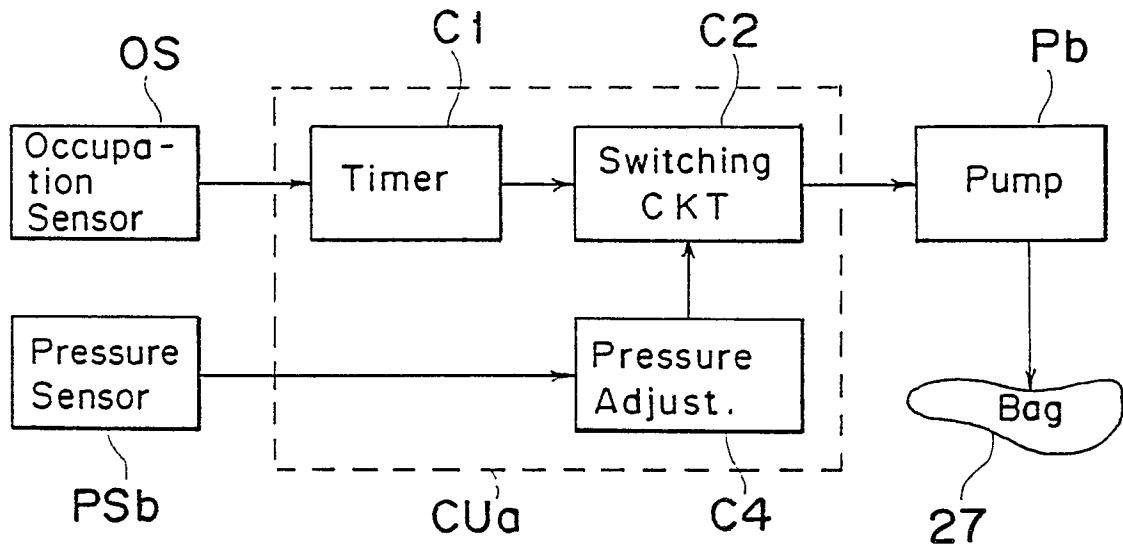 OS
C1
C2
Pb
Occupa-
tion
Sensor
Timer
Switching
CKT
Pump
Pressure
Sensor
Pressure
Adjust.
Bag
PSb
CUa
C4
27